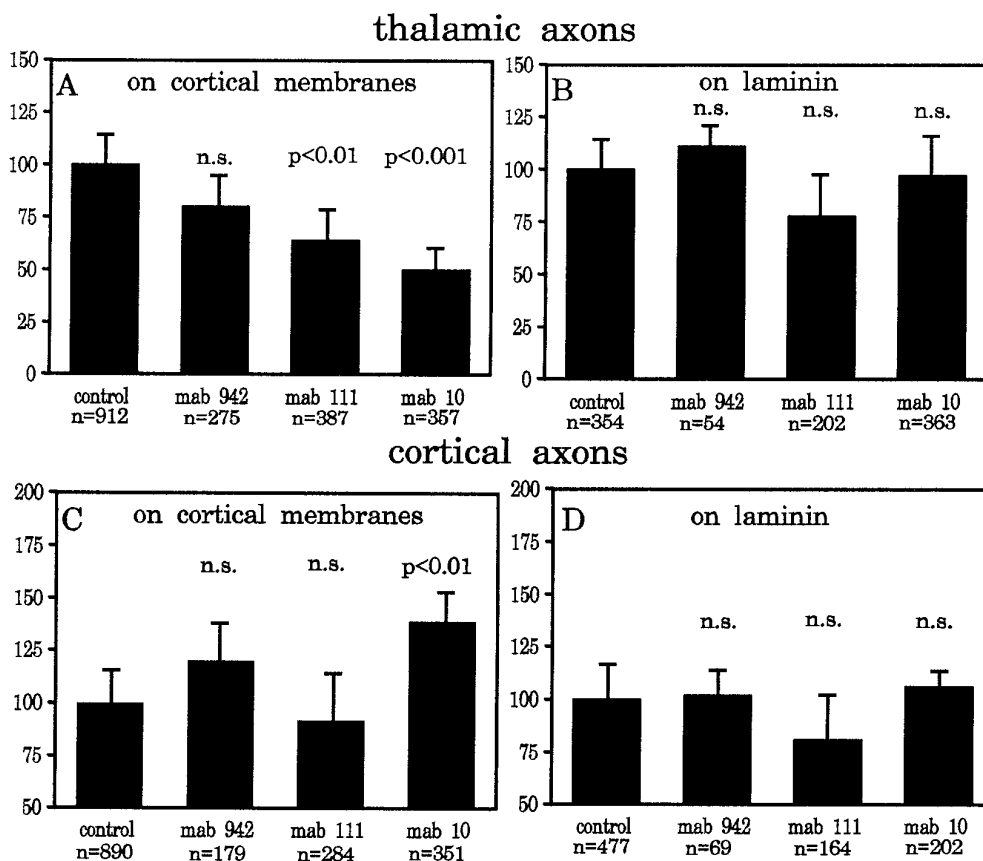 thalamic axons
A on cortical membranes
150
125
100
75
50
25
0
n.s. p<0.01 p<0.001
control mab 942 mab 111 mab 10
n=912 n=275 n=387 n=357
B on laminin
150
125
100
75
50
25
0
n.s. n.s. n.s.
control mab 942 mab 111 mab 10
n=354 n=54 n=202 n=363
cortical axons
C on cortical membranes
200
175
150
125
100
75
50
n.s. n.s. p<0.01
control mab 942 mab 111 mab 10
n=890 n=179 n=284 n=351
D on laminin
200
175
150
125
100
75
50
n.s. n.s. n.s.
control mab 942 mab 111 mab 10
n=477 n=69 n=164 n=202